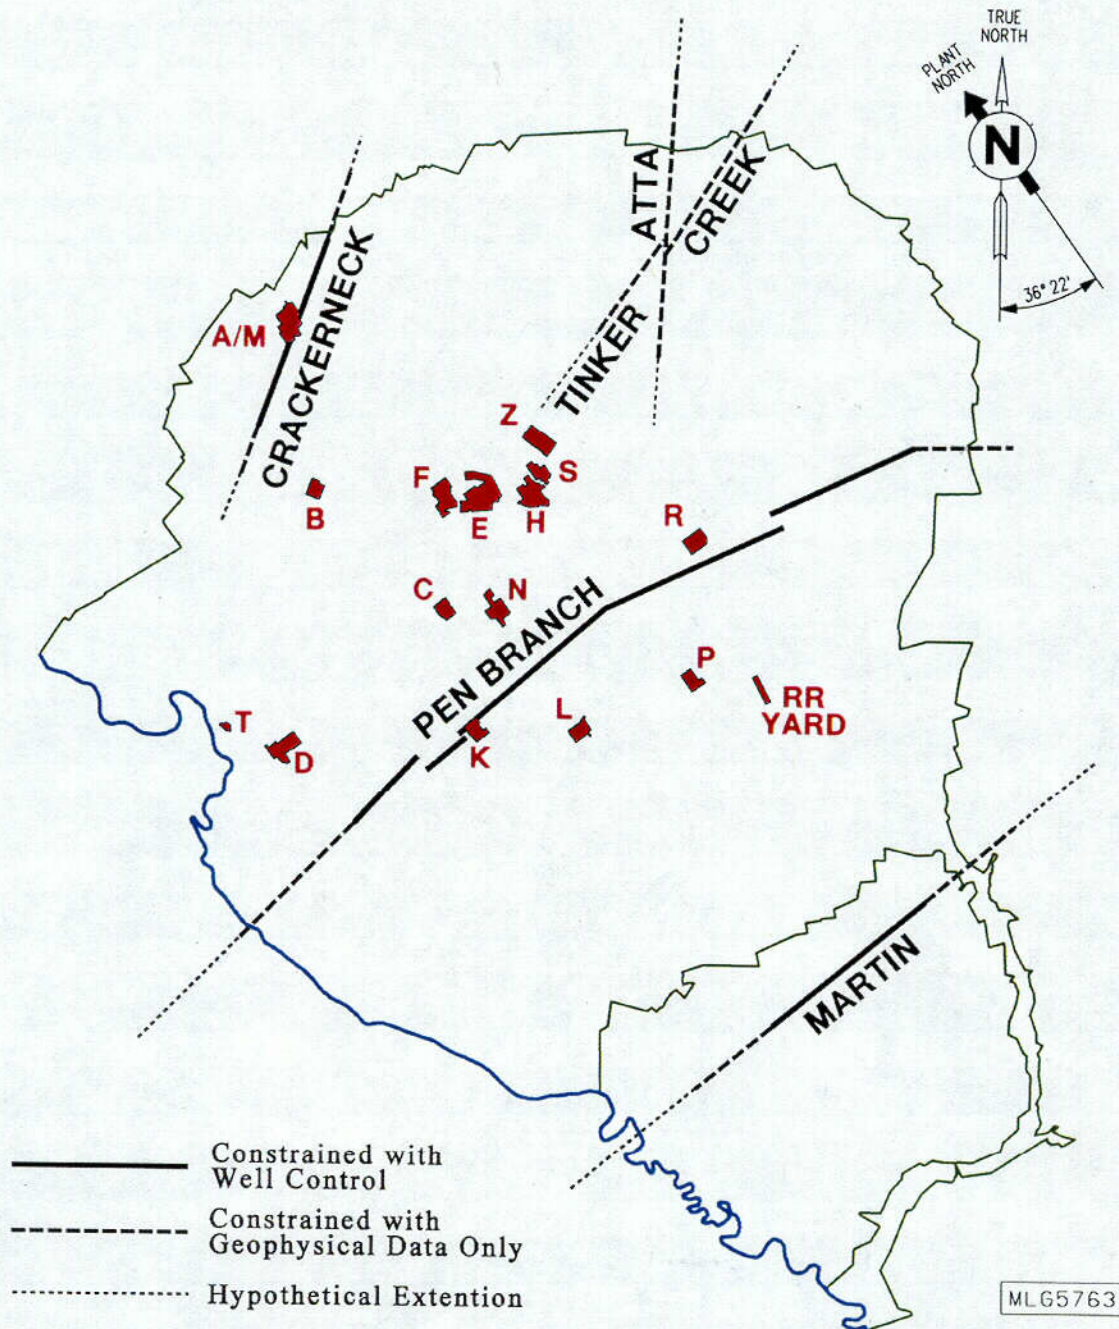 TRUE
NORTH
PLANT
NORTH
N
36° 22'
ATTA
TINKER CREEK
CRACKERNECK
A/M
Z
S
F
E
H
B
R
C
N
PEN BRANCH
P
RR
YARD
T
D
K
L
MARTIN
Constrained with
Well Control
Constrained with
Geophysical Data Only
Hypothetical Extention
MLG5763